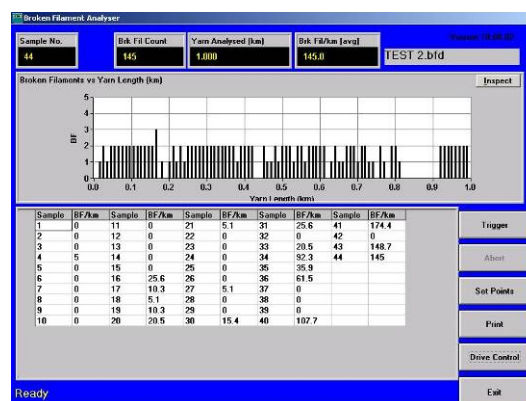 Broken Filament Analyser
Sample No. Brk Fil Count Yarn Analysed (km) Brk Fil/km (avg)
44 145 1.000 145.0 TEST 2.bfd
Broken Filaments vs Yarn Length (km) Inspect
5
4
3
2
1
0
BF
0.0 0.1 0.2 0.3 0.4 0.5 0.6 0.7 0.8 0.9 1.0
Yarn Length (km)
Sample BF/km Sample BF/km Sample BF/km Sample BF/km Sample BF/km
1 0 11 0 21 5.1 31 25.6 41 174.4
2 0 12 0 22 0 32 0 42 0
3 0 13 0 23 0 33 20.5 43 148.7
4 5 14 0 24 0 34 92.3 44 145
5 0 15 0 25 0 35 35.9
6 0 16 25.6 26 0 36 61.5
7 0 17 10.3 27 5.1 37 0
8 0 18 5.1 28 0 38 0
9 0 19 10.3 29 0 39 0
10 0 20 20.5 30 15.4 40 107.7
Trigger
Abort
Set Points
Print
Drive Control
Exit
Ready